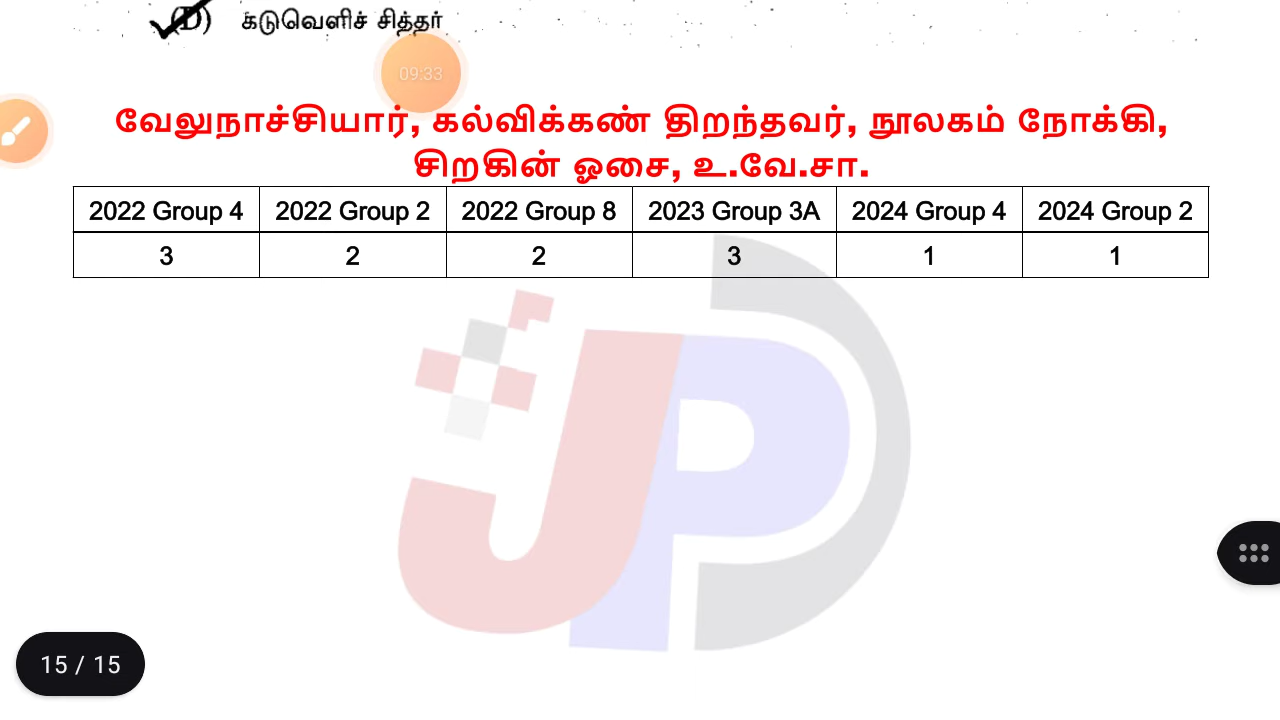 (D) கடுவெளிச் சித்தர்
09:33
வேலுநாச்சியார், கல்விக்கண் திறந்தவர், நூலகம் நோக்கி,
சிறகின் ஓசை, உ.வே.சா.
2022 Group 4 2022 Group 2 2022 Group 8 2023 Group 3A 2024 Group 4 2024 Group 2
3 2 2 3 1 1
JP
15 / 15